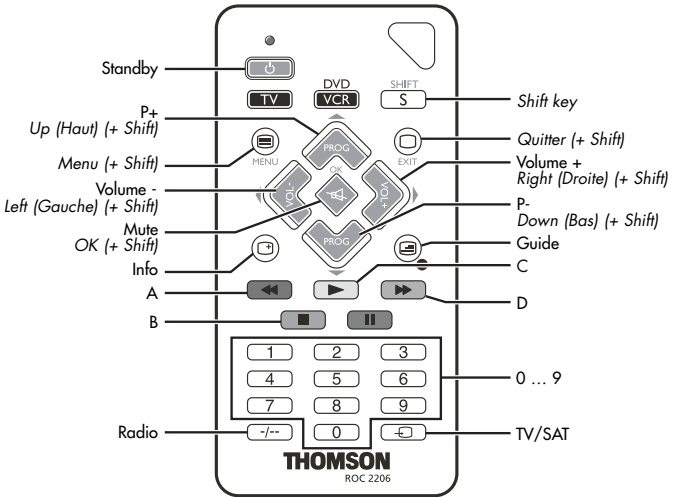 Standby
TV
DVD
VCR
SHIFT
S
Shift key
P+
Up (Haut) (+ Shift)
PROG
Quitter (+ Shift)
Menu (+ Shift)
MENU
OK
EXIT
Volume +
Right (Droite) (+ Shift)
Volume -
Left (Gauche) (+ Shift)
VOL-
VOL+
P-
Down (Bas) (+ Shift)
Mute
OK (+ Shift)
PROG
Guide
Info
C
A
D
B
1 2 3
4 5 6
7 8 9
0 ... 9
Radio
-/--
0
TV/SAT
THOMSON
ROC 2206